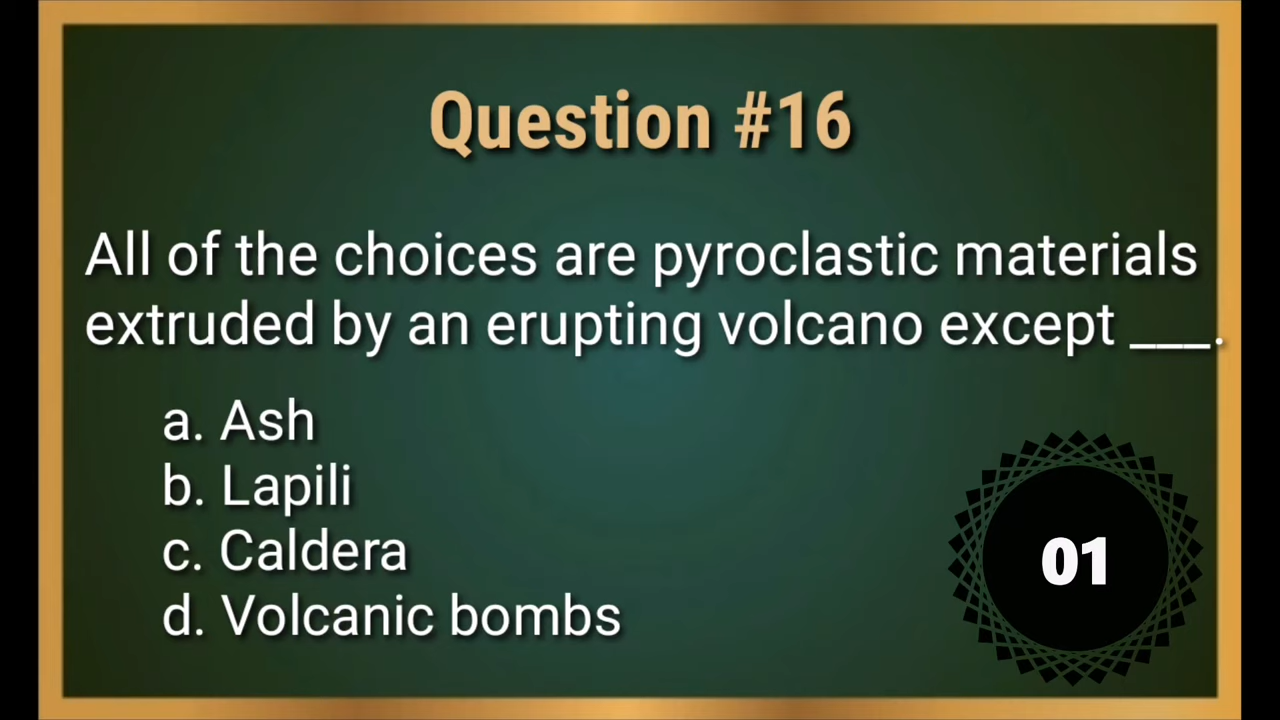 Question #16
All of the choices are pyroclastic materials
extruded by an erupting volcano except ___.
a. Ash
b. Lapili
c. Caldera
d. Volcanic bombs
01